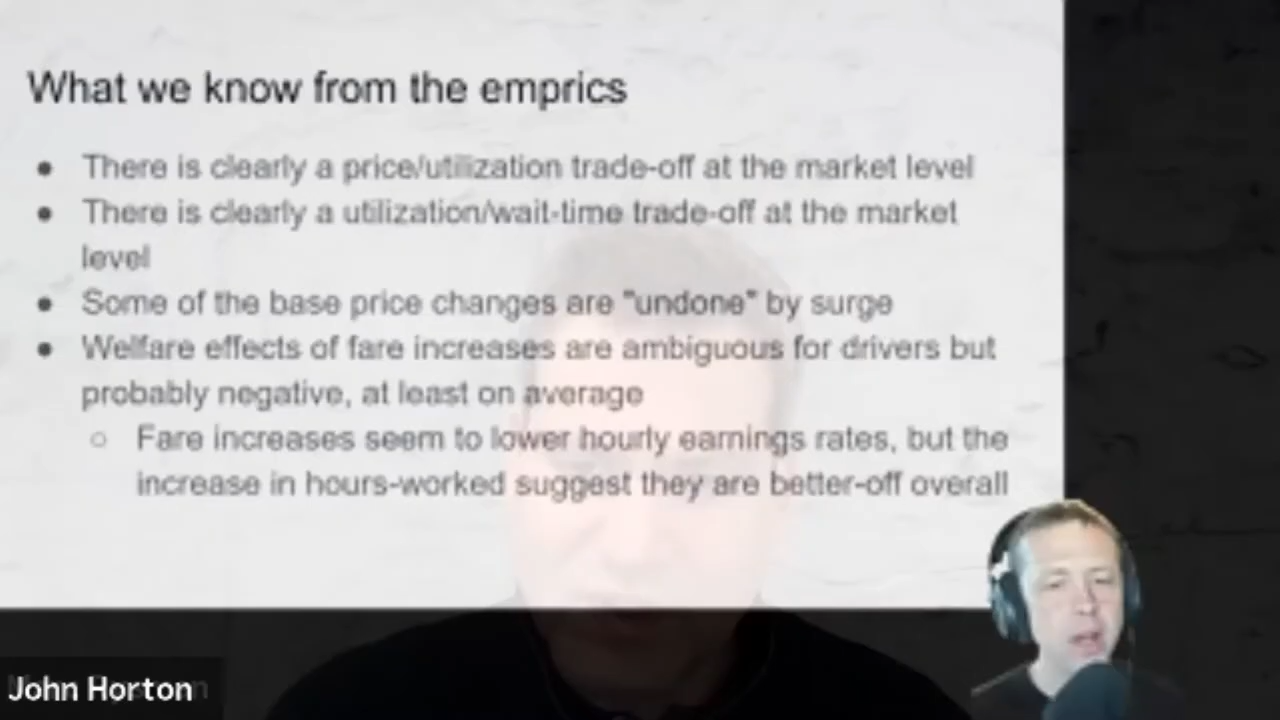 What we know from the emprics
● There is clearly a price/utilization trade-off at the market level
● There is clearly a utilization/wait-time trade-off at the market
level
● Some of the base price changes are "undone" by surge
● Welfare effects of fare increases are ambiguous for drivers but
probably negative, at least on average
○ Fare increases seem to lower hourly earnings rates, but the
increase in hours-worked suggest they are better-off overall
John Horton